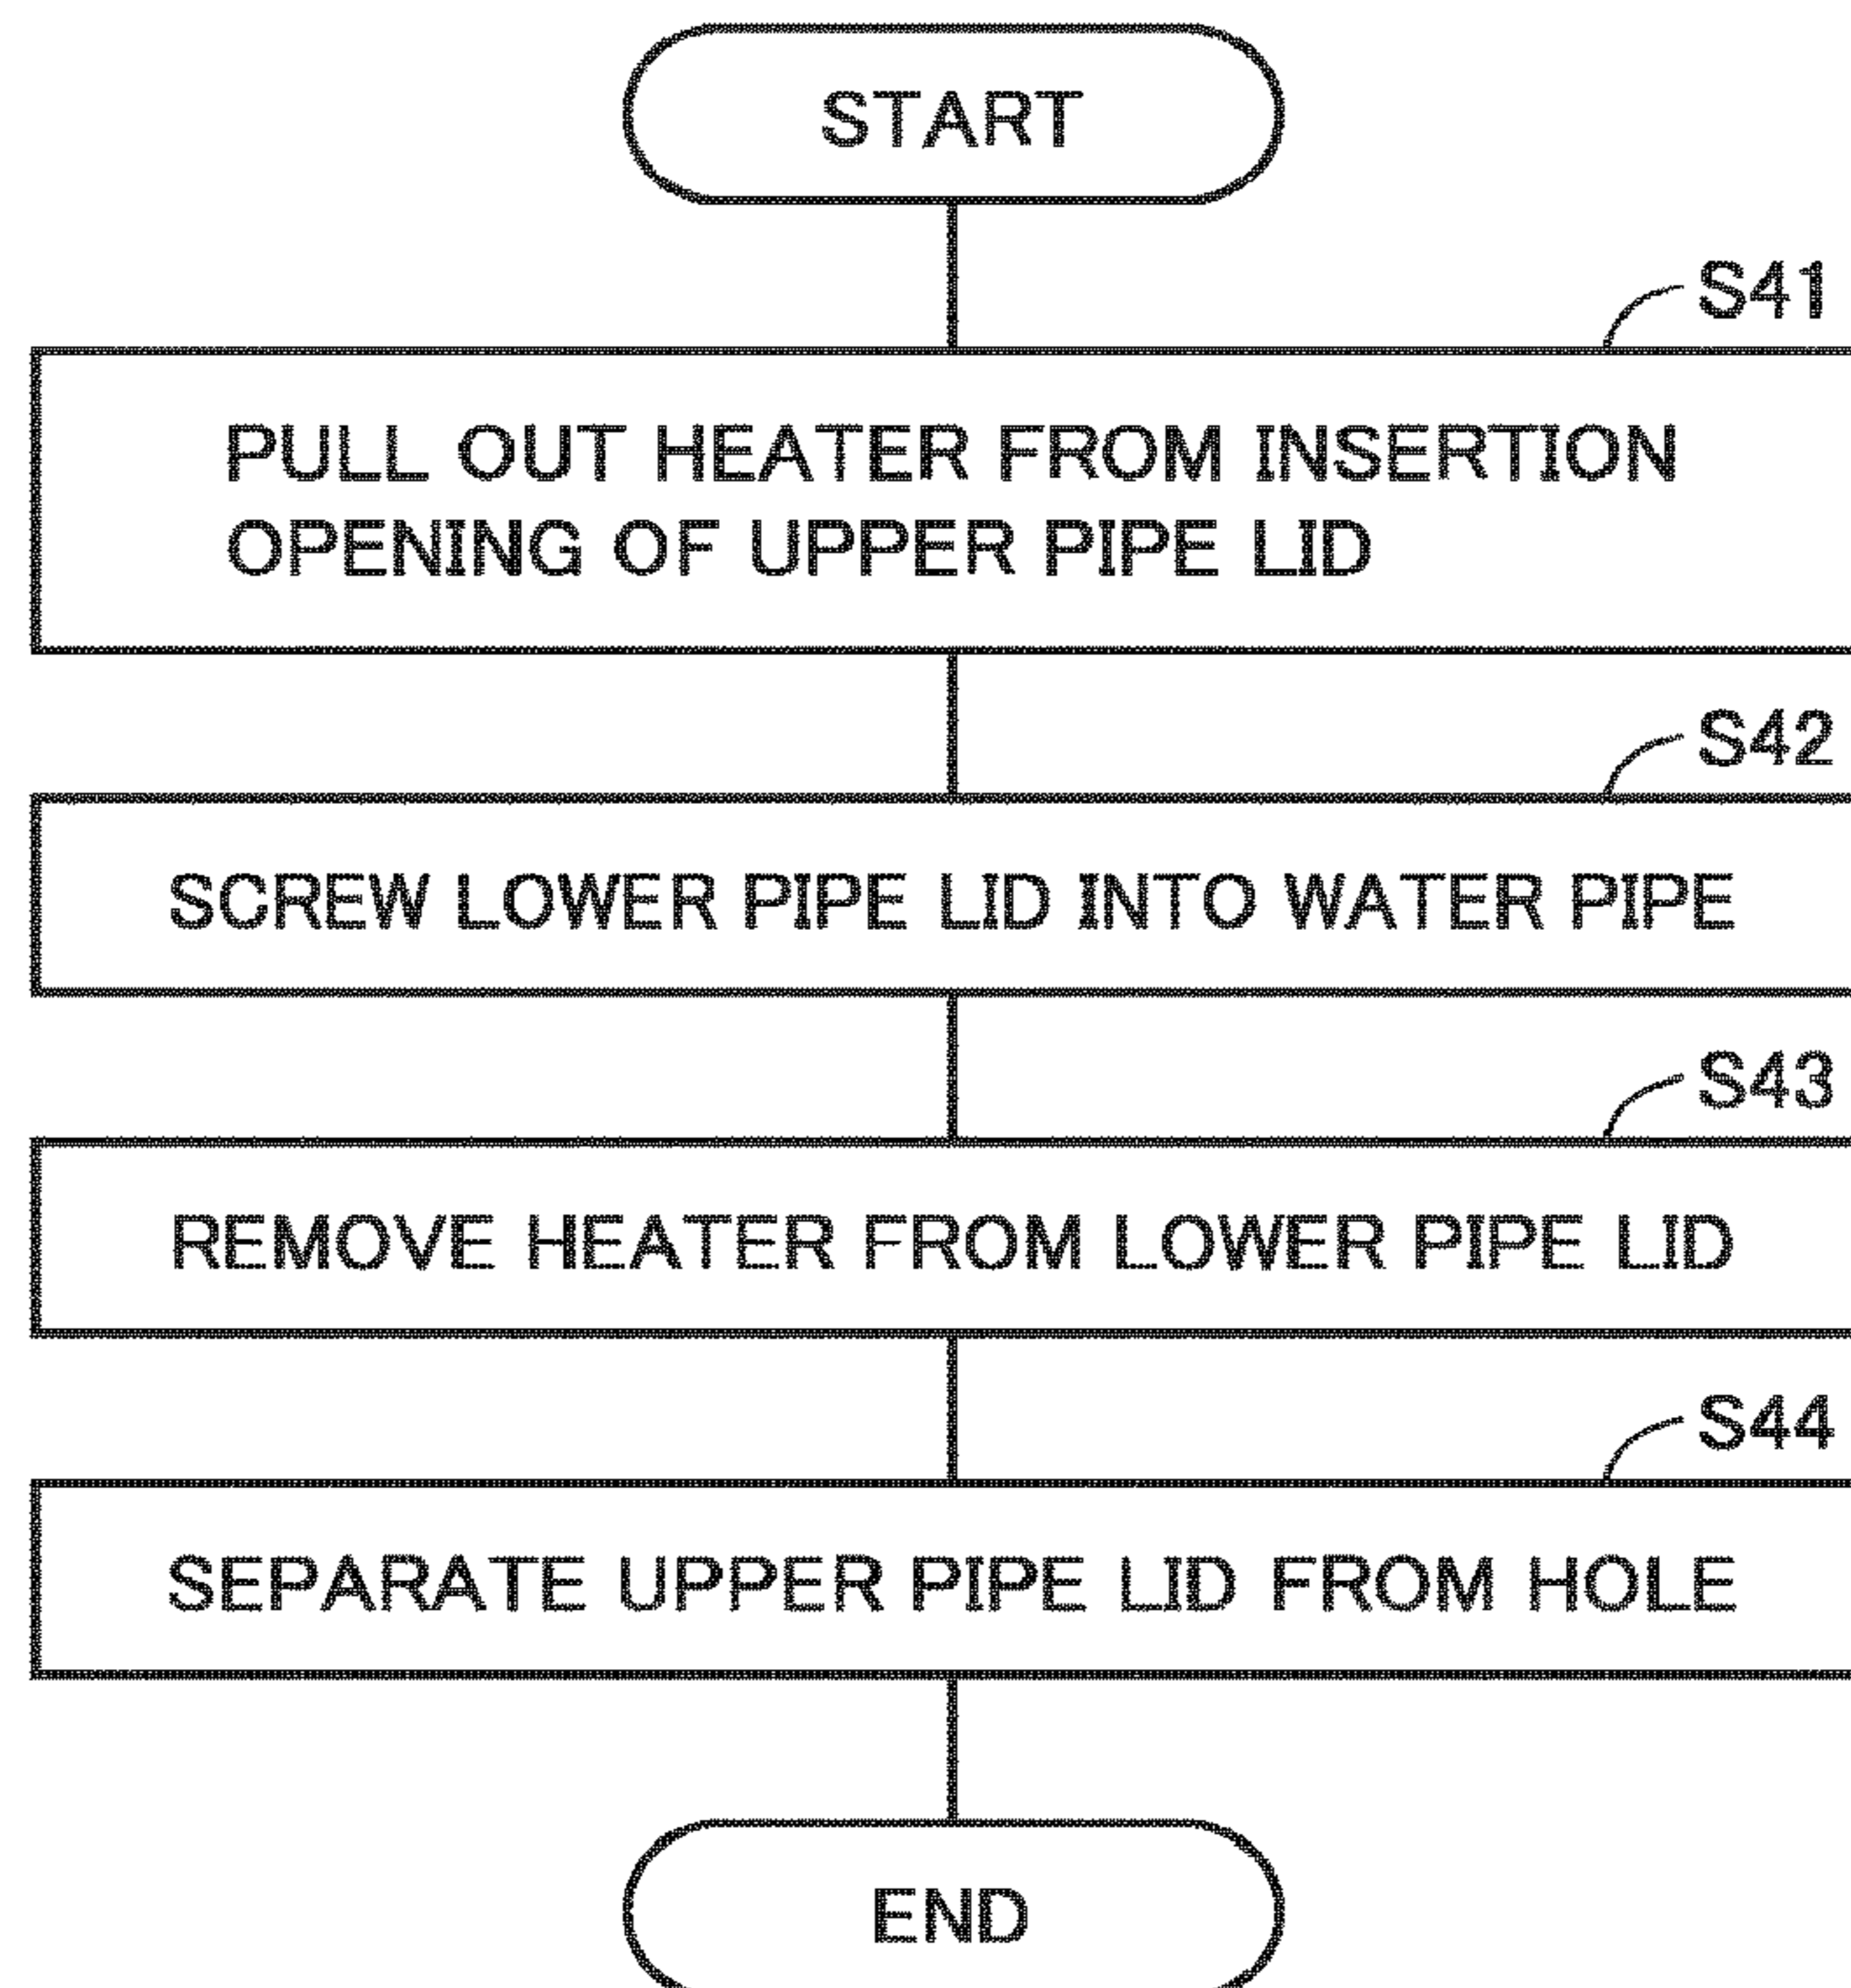 START
S41
PULL OUT HEATER FROM INSERTION
OPENING OF UPPER PIPE LID
S42
SCREW LOWER PIPE LID INTO WATER PIPE
S43
REMOVE HEATER FROM LOWER PIPE LID
S44
SEPARATE UPPER PIPE LID FROM HOLE
END